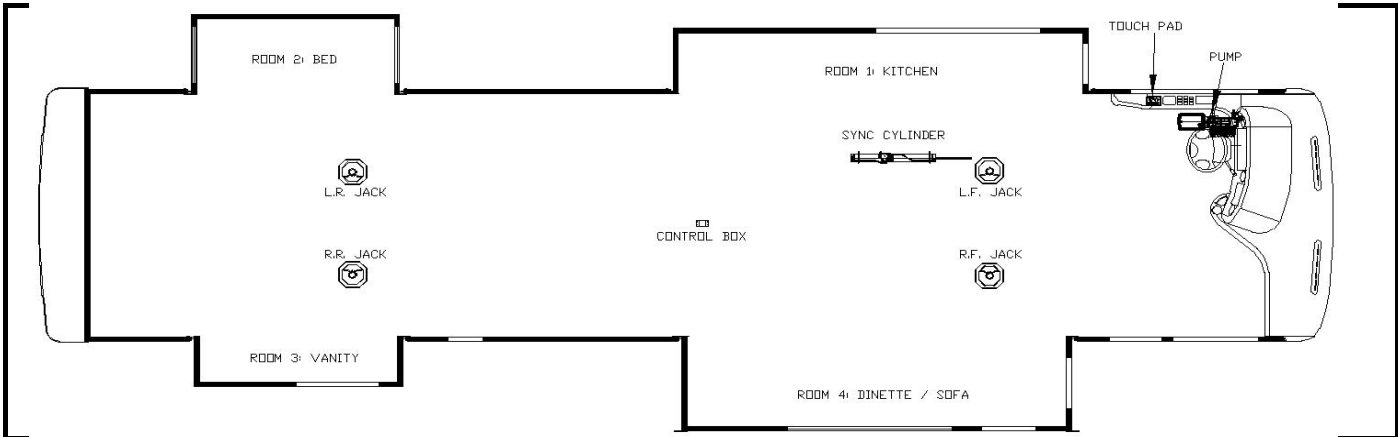 TOUCH PAD
PUMP
ROOM 2: BED
ROOM 1: KITCHEN
SYNC CYLINDER
L.R. JACK
L.F. JACK
CONTROL BOX
R.R. JACK
R.F. JACK
ROOM 3: VANITY
ROOM 4: DINETTE / SOFA